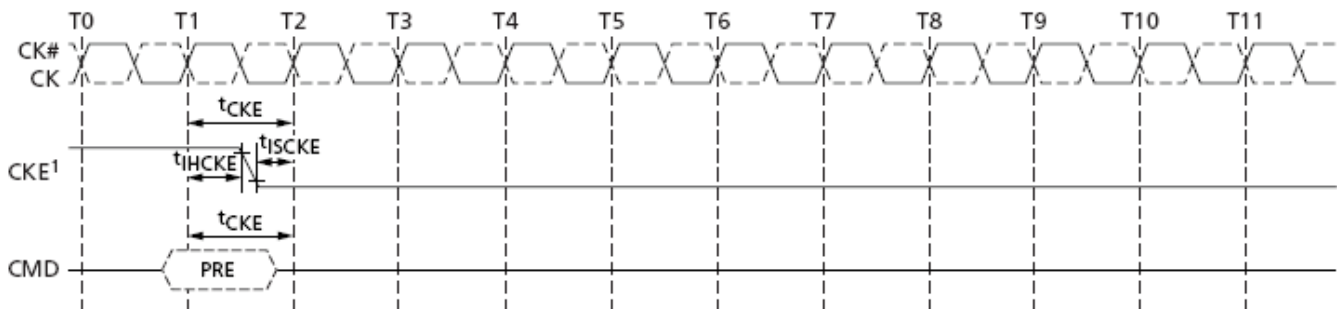 T0 T1 T2 T3 T4 T5 T6 T7 T8 T9 T10 T11
CK#
CK
tCKE
tISCKE
tIHCKE
CKE1
tCKE
CMD
PRE